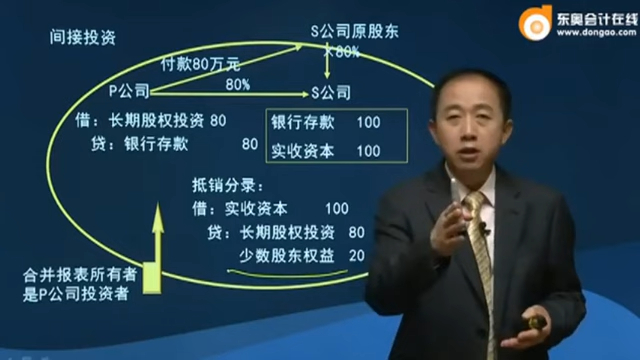 东奥会计在线
www.dongao.com
间接投资
S公司原股东
付款80万元
×80%
80%
P公司
S公司
借：长期股权投资 80
贷：银行存款 80
银行存款 100
实收资本 100
抵销分录：
借：实收资本 100
贷：长期股权投资 80
少数股东权益 20
合并报表所有者
是P公司投资者